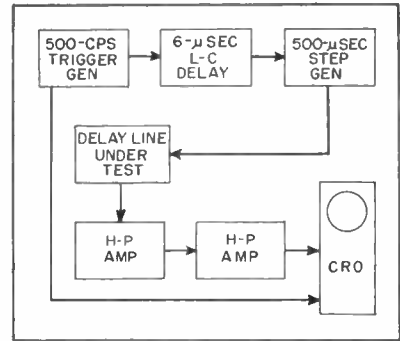 500-CPS
TRIGGER
GEN
6-μSEC
L-C
DELAY
500-μSEC
STEP
GEN
DELAY LINE
UNDER
TEST
H-P
AMP
H-P
AMP
CRO